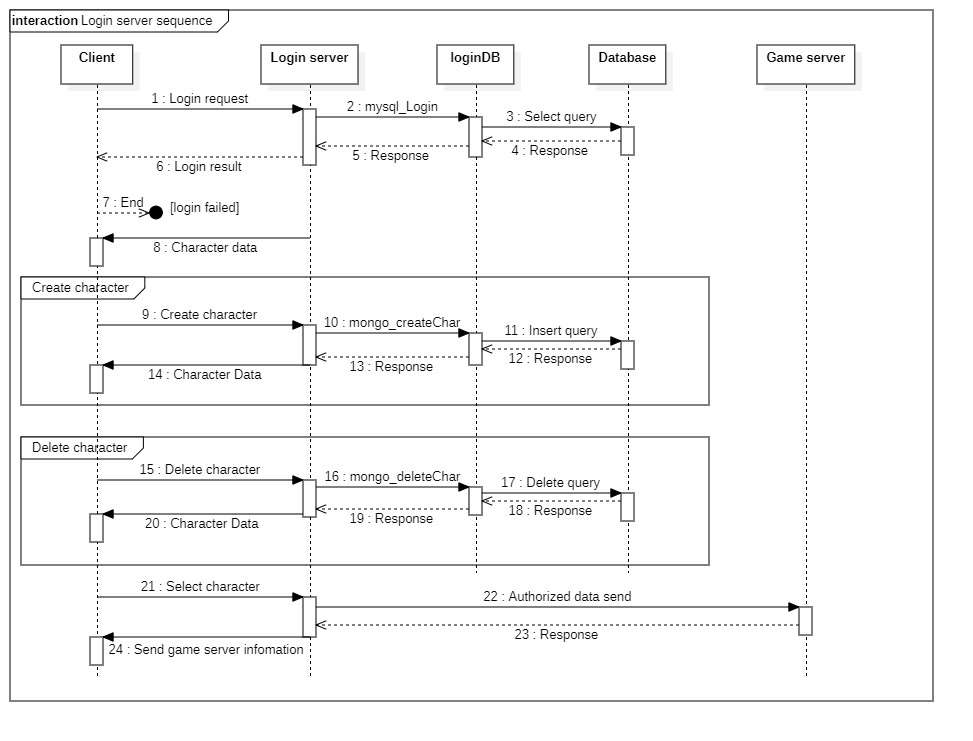 interaction Login server sequence
Client
Login server
loginDB
Database
Game server
1 : Login request
2 : mysql_Login
3 : Select query
4 : Response
5 : Response
6 : Login result
7 : End
[login failed]
8 : Character data
Create character
9 : Create character
10 : mongo_createChar
11 : Insert query
12 : Response
13 : Response
14 : Character Data
Delete character
15 : Delete character
16 : mongo_deleteChar
17 : Delete query
18 : Response
19 : Response
20 : Character Data
21 : Select character
22 : Authorized data send
23 : Response
24 : Send game server infomation